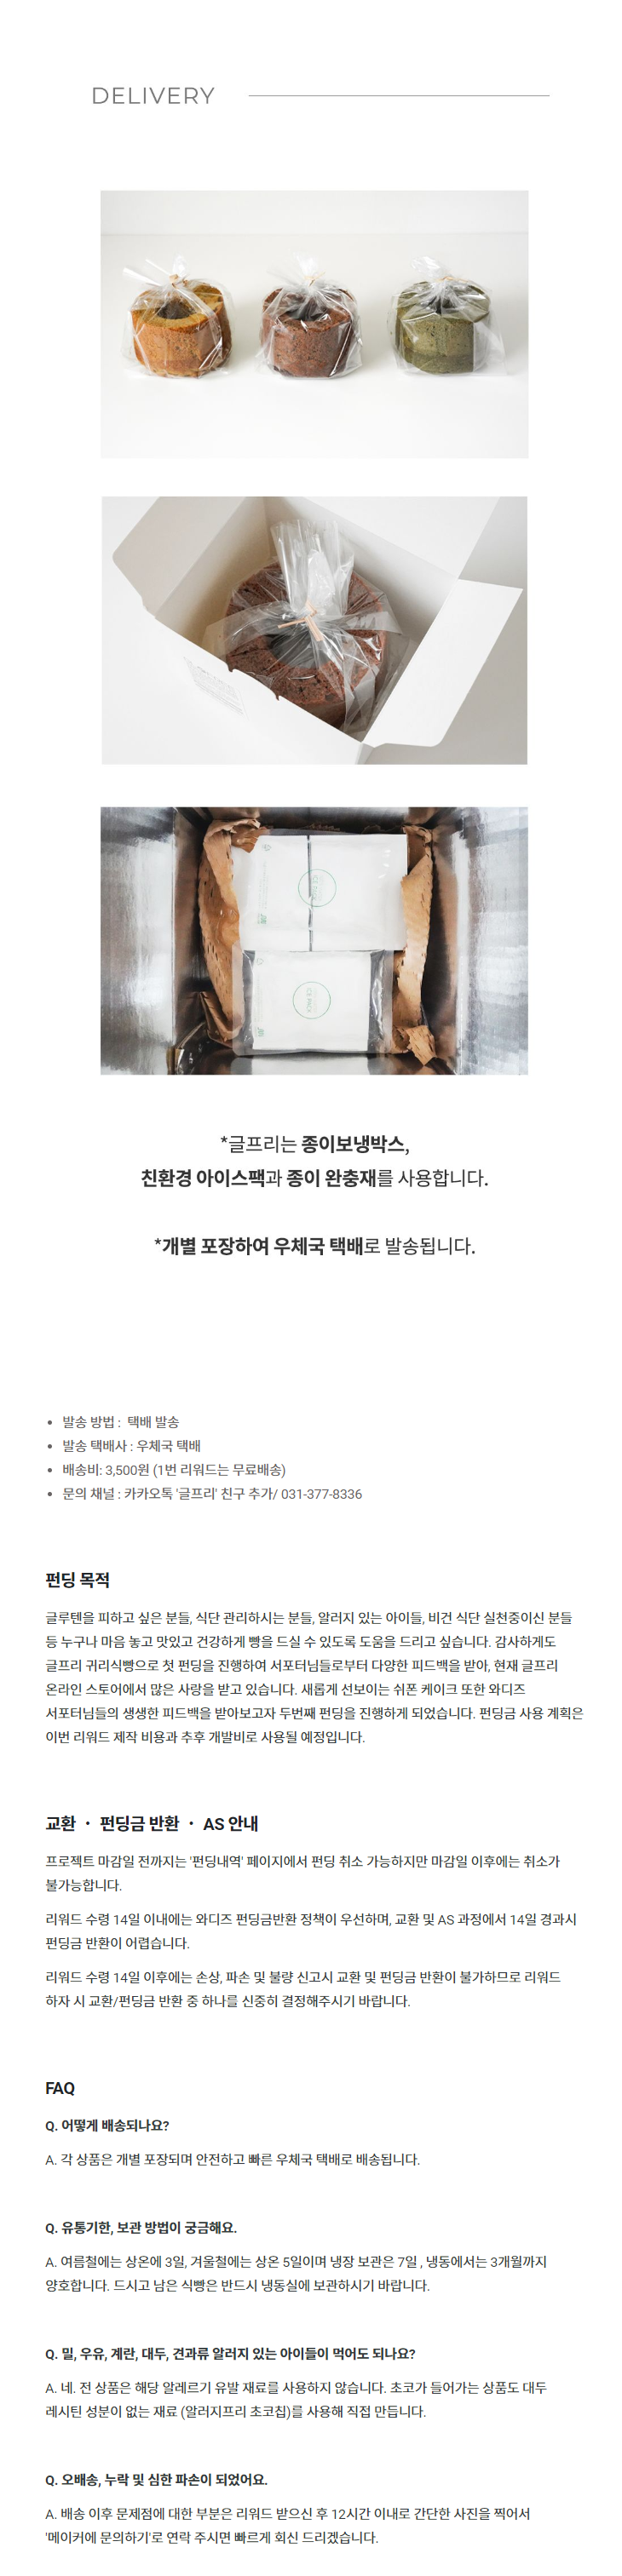 DELIVERY
*글프리는 종이보냉박스,
친환경 아이스팩과 종이 완충재를 사용합니다.
*개별 포장하여 우체국 택배로 발송됩니다.
발송 방법 : 택배 발송
발송 택배사 : 우체국 택배
배송비: 3,500원 (1번 리워드는 무료배송)
문의 채널 : 카카오톡 '글프리' 친구 추가/ 031-377-8336
펀딩 목적
글루텐을 피하고 싶은 분들, 식단 관리하시는 분들, 알러지 있는 아이들, 비건 식단 실천중이신 분들
등 누구나 마음 놓고 맛있고 건강하게 빵을 드실 수 있도록 도움을 드리고 싶습니다. 감사하게도
글프리 귀리식빵으로 첫 펀딩을 진행하여 서포터님들로부터 다양한 피드백을 받아, 현재 글프리
온라인 스토어에서 많은 사랑을 받고 있습니다. 새롭게 선보이는 쉬폰 케이크 또한 와디즈
서포터님들의 생생한 피드백을 받아보고자 두번째 펀딩을 진행하게 되었습니다. 펀딩금 사용 계획은
이번 리워드 제작 비용과 추후 개발비로 사용될 예정입니다.
교환 · 펀딩금 반환 · AS 안내
프로젝트 마감일 전까지는 '펀딩내역' 페이지에서 펀딩 취소 가능하지만 마감일 이후에는 취소가
불가능합니다.
리워드 수령 14일 이내에는 와디즈 펀딩금반환 정책이 우선하며, 교환 및 AS 과정에서 14일 경과시
펀딩금 반환이 어렵습니다.
리워드 수령 14일 이후에는 손상, 파손 및 불량 신고시 교환 및 펀딩금 반환이 불가하므로 리워드
하자 시 교환/펀딩금 반환 중 하나를 신중히 결정해주시기 바랍니다.
FAQ
Q. 어떻게 배송되나요?
A. 각 상품은 개별 포장되며 안전하고 빠른 우체국 택배로 배송됩니다.
Q. 유통기한, 보관 방법이 궁금해요.
A. 여름철에는 상온에 3일, 겨울철에는 상온 5일이며 냉장 보관은 7일 , 냉동에서는 3개월까지
양호합니다. 드시고 남은 식빵은 반드시 냉동실에 보관하시기 바랍니다.
Q. 밀, 우유, 계란, 대두, 견과류 알러지 있는 아이들이 먹어도 되나요?
A. 네. 전 상품은 해당 알레르기 유발 재료를 사용하지 않습니다. 초코가 들어가는 상품도 대두
레시틴 성분이 없는 재료 (알러지프리 초코칩)를 사용해 직접 만듭니다.
Q. 오배송, 누락 및 심한 파손이 되었어요.
A. 배송 이후 문제점에 대한 부분은 리워드 받으신 후 12시간 이내로 간단한 사진을 찍어서
'메이커에 문의하기'로 연락 주시면 빠르게 회신 드리겠습니다.